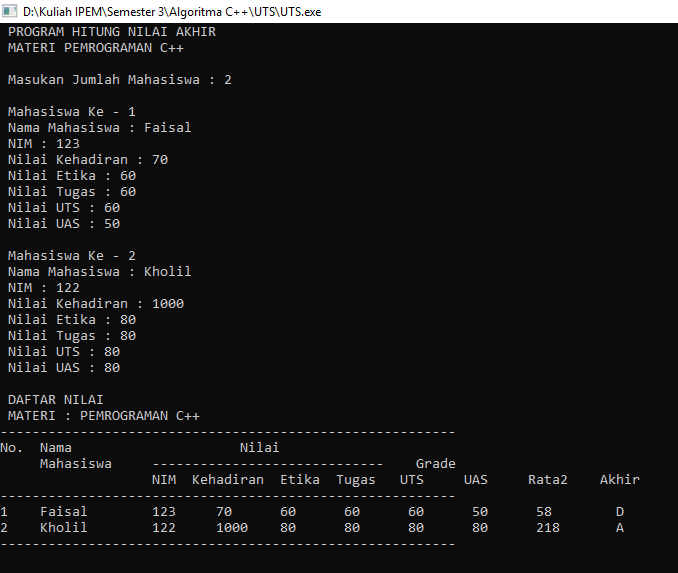 D:\Kuliah IPEM\Semester 3\Algoritma C++\UTS\UTS.exe
PROGRAM HITUNG NILAI AKHIR
MATERI PEMROGRAMAN C++
Masukan Jumlah Mahasiswa : 2
Mahasiswa Ke - 1
Nama Mahasiswa : Faisal
NIM : 123
Nilai Kehadiran : 70
Nilai Etika : 60
Nilai Tugas : 60
Nilai UTS : 60
Nilai UAS : 50
Mahasiswa Ke - 2
Nama Mahasiswa : Kholil
NIM : 122
Nilai Kehadiran : 1000
Nilai Etika : 80
Nilai Tugas : 80
Nilai UTS : 80
Nilai UAS : 80
DAFTAR NILAI
MATERI : PEMROGRAMAN C++
---------------------------------------------------------
No. Nama Nilai
Mahasiswa ----------------------------- Grade
NIM Kehadiran Etika Tugas UTS UAS Rata2 Akhir
---------------------------------------------------------
1 Faisal 123 70 60 60 60 50 58 D
2 Kholil 122 1000 80 80 80 80 218 A
---------------------------------------------------------